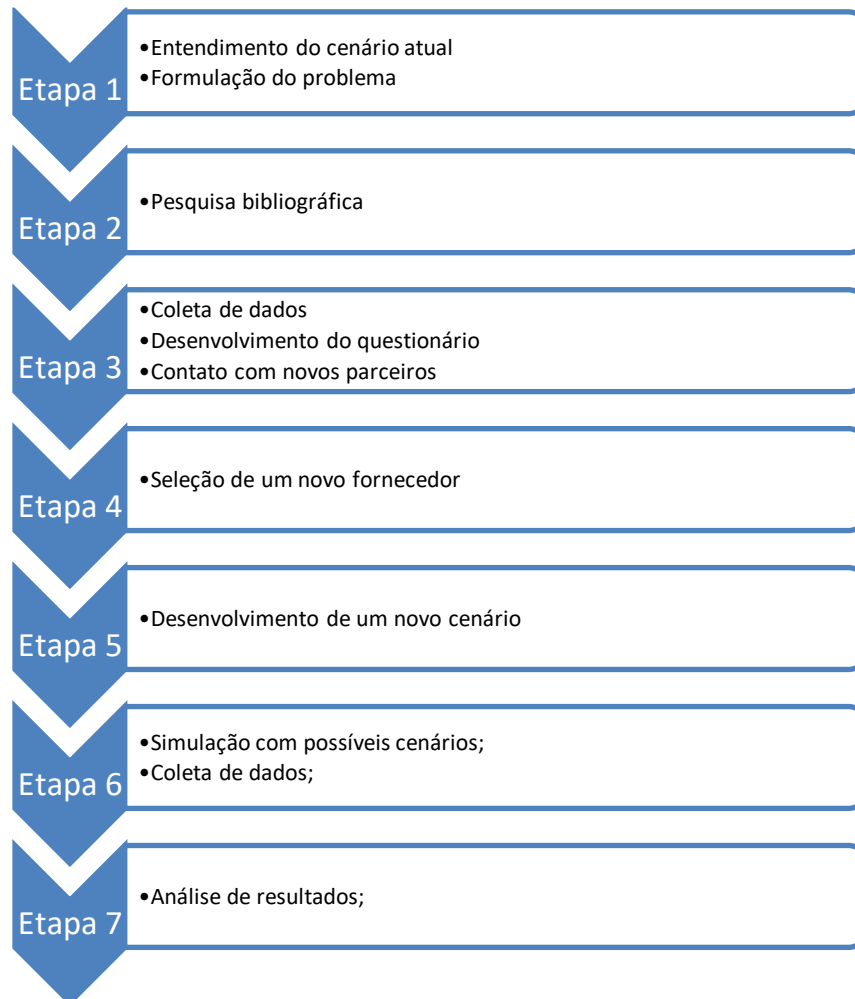 Etapa 1
•Entendimento do cenário atual
•Formulação do problema
Etapa 2
•Pesquisa bibliográfica
Etapa 3
•Coleta de dados
•Desenvolvimento do questionário
•Contato com novos parceiros
Etapa 4
•Seleção de um novo fornecedor
Etapa 5
•Desenvolvimento de um novo cenário
Etapa 6
•Simulação com possíveis cenários;
•Coleta de dados;
Etapa 7
•Análise de resultados;